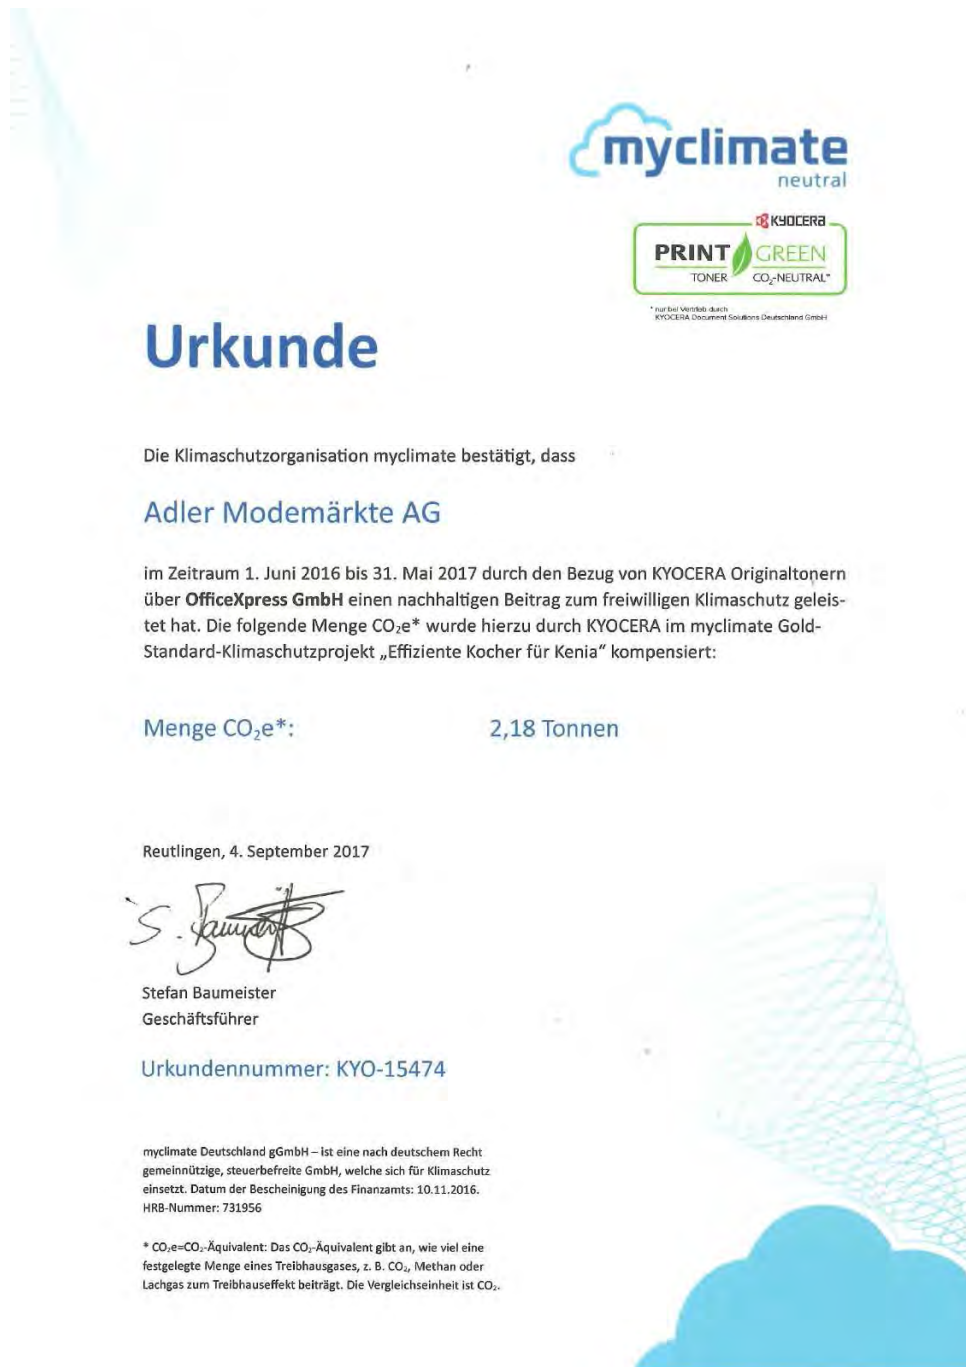 myclimate
neutral
KYOCERA
PRINT GREEN
TONER CO₂-NEUTRAL*
* nur bei Vertrieb durch
KYOCERA Document Solutions Deutschland GmbH
Urkunde
Die Klimaschutzorganisation myclimate bestätigt, dass
Adler Modemärkte AG
im Zeitraum 1. Juni 2016 bis 31. Mai 2017 durch den Bezug von KYOCERA Originaltonern
über OfficeXpress GmbH einen nachhaltigen Beitrag zum freiwilligen Klimaschutz geleis-
tet hat. Die folgende Menge CO₂e* wurde hierzu durch KYOCERA im myclimate Gold-
Standard-Klimaschutzprojekt „Effiziente Kocher für Kenia" kompensiert:
Menge CO₂e*: 2,18 Tonnen
Reutlingen, 4. September 2017
S. Baumeister
Stefan Baumeister
Geschäftsführer
Urkundennummer: KYO-15474
myclimate Deutschland gGmbH – ist eine nach deutschem Recht
gemeinnützige, steuerbefreite GmbH, welche sich für Klimaschutz
einsetzt. Datum der Bescheinigung des Finanzamts: 10.11.2016.
HRB-Nummer: 731956
* CO₂e=CO₂-Äquivalent: Das CO₂-Äquivalent gibt an, wie viel eine
festgelegte Menge eines Treibhausgases, z. B. CO₂, Methan oder
Lachgas zum Treibhauseffekt beiträgt. Die Vergleichseinheit ist CO₂.